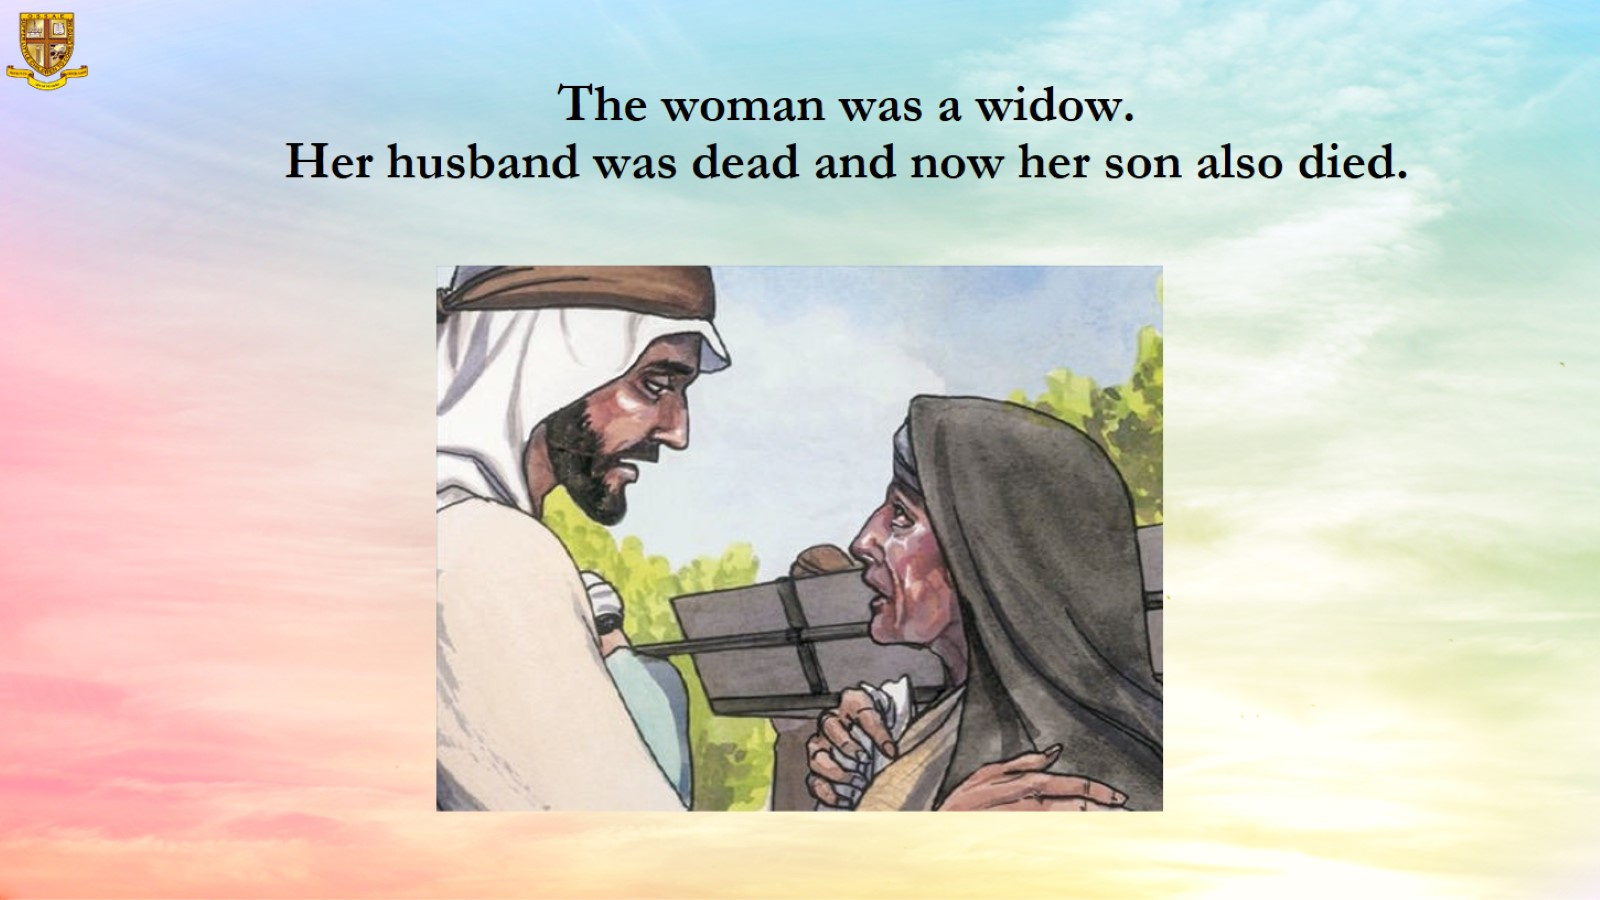 The woman was a widow.
Her husband was dead and now her son also died.